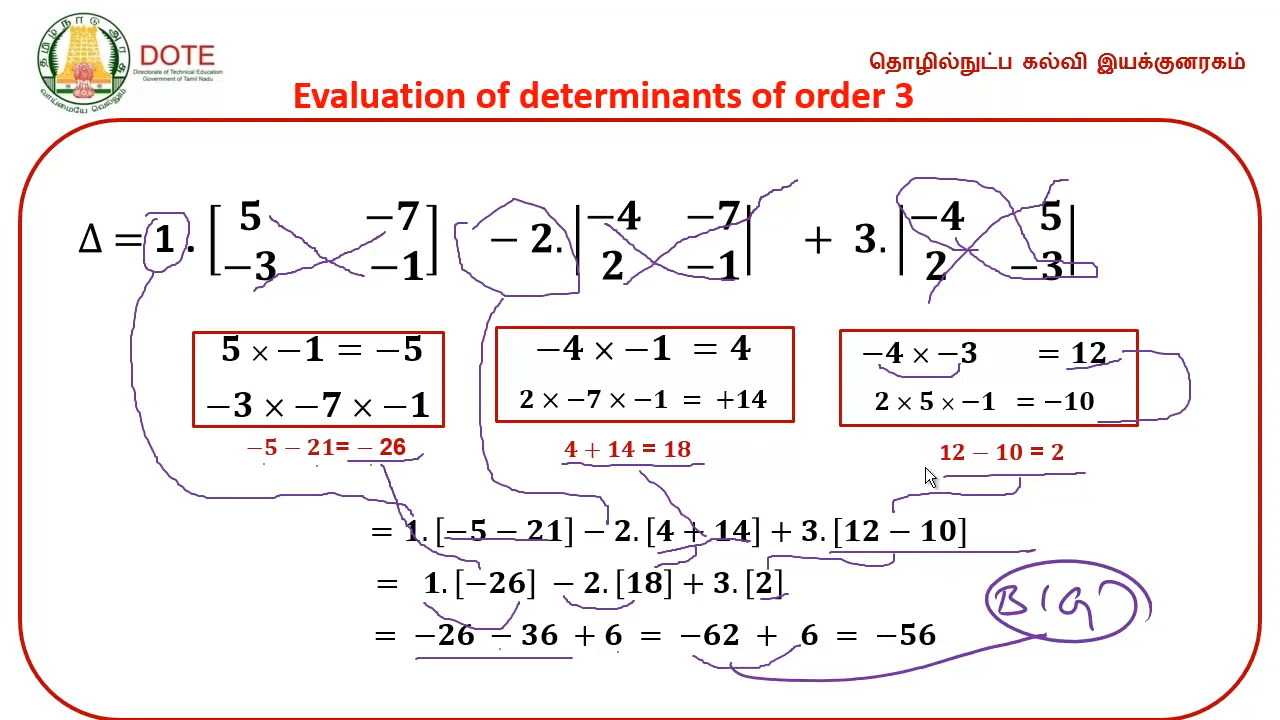 தமிழ்நாடு அரசு
வாய்மையே வெல்லும்
DOTE
Directorate of Technical Education
Government of Tamil Nadu
தொழில்நுட்ப கல்வி இயக்குனரகம்
Evaluation of determinants of order 3
Δ = 1 . [ 5 −7 ] − 2. | −4 −7 | + 3. | −4 5 |
[ −3 −1 ] | 2 −1 | | 2 −3 |
5 × −1 = −5
−3 × −7 × −1
−5 − 21= − 26
−4 × −1 = 4
2 × −7 × −1 = +14
4 + 14 = 18
−4 × −3 = 12
2 × 5 × −1 = −10
12 − 10 = 2
= 1. [−5 − 21] − 2. [4 + 14] + 3. [12 − 10]
= 1. [−26] − 2. [18] + 3. [2]
= −26 − 36 + 6 = −62 + 6 = −56
BIG